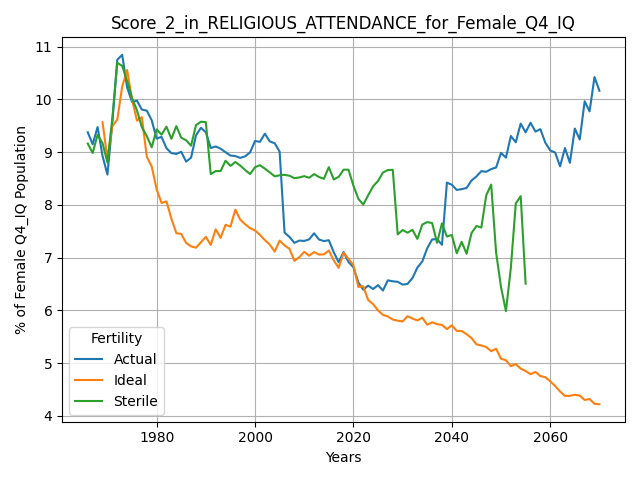 Score_2_in_RELIGIOUS_ATTENDANCE_for_Female_Q4_IQ
% of Female Q4_IQ Population
11
10
9
8
7
6
5
4
Fertility
Actual
Ideal
Sterile
1980
2000
2020
2040
2060
Years